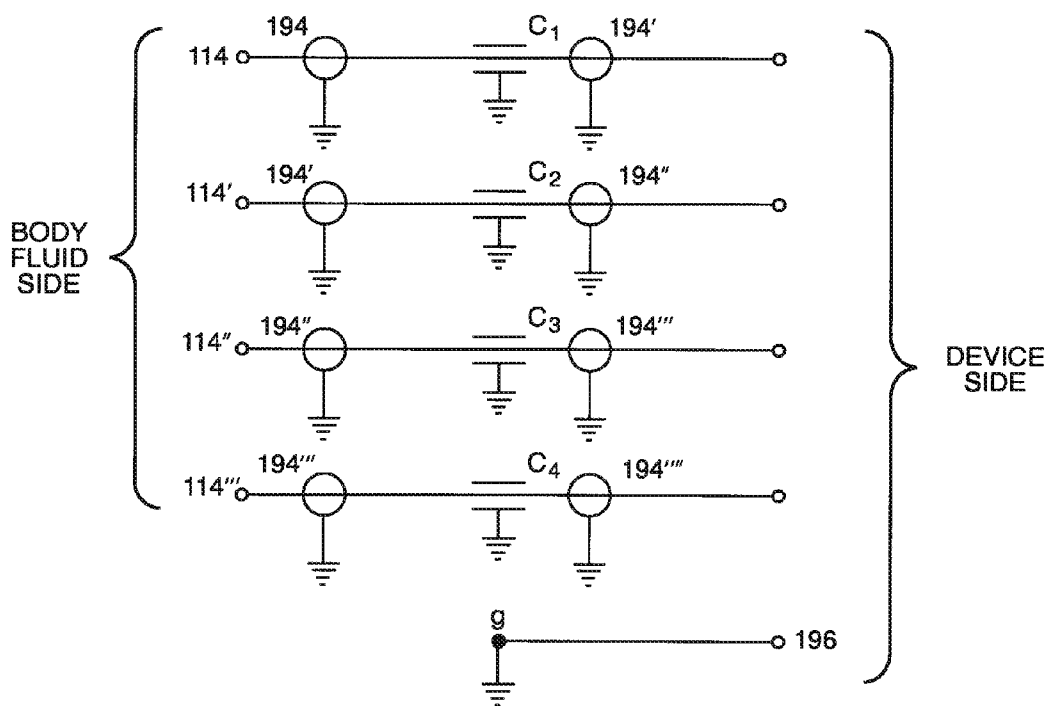 194 C1 194′
114
194′ C2 194″
114′
BODY
FLUID
SIDE
194″ C3 194‴
114″
DEVICE
SIDE
194‴ C4 194⁗
114‴
g
196